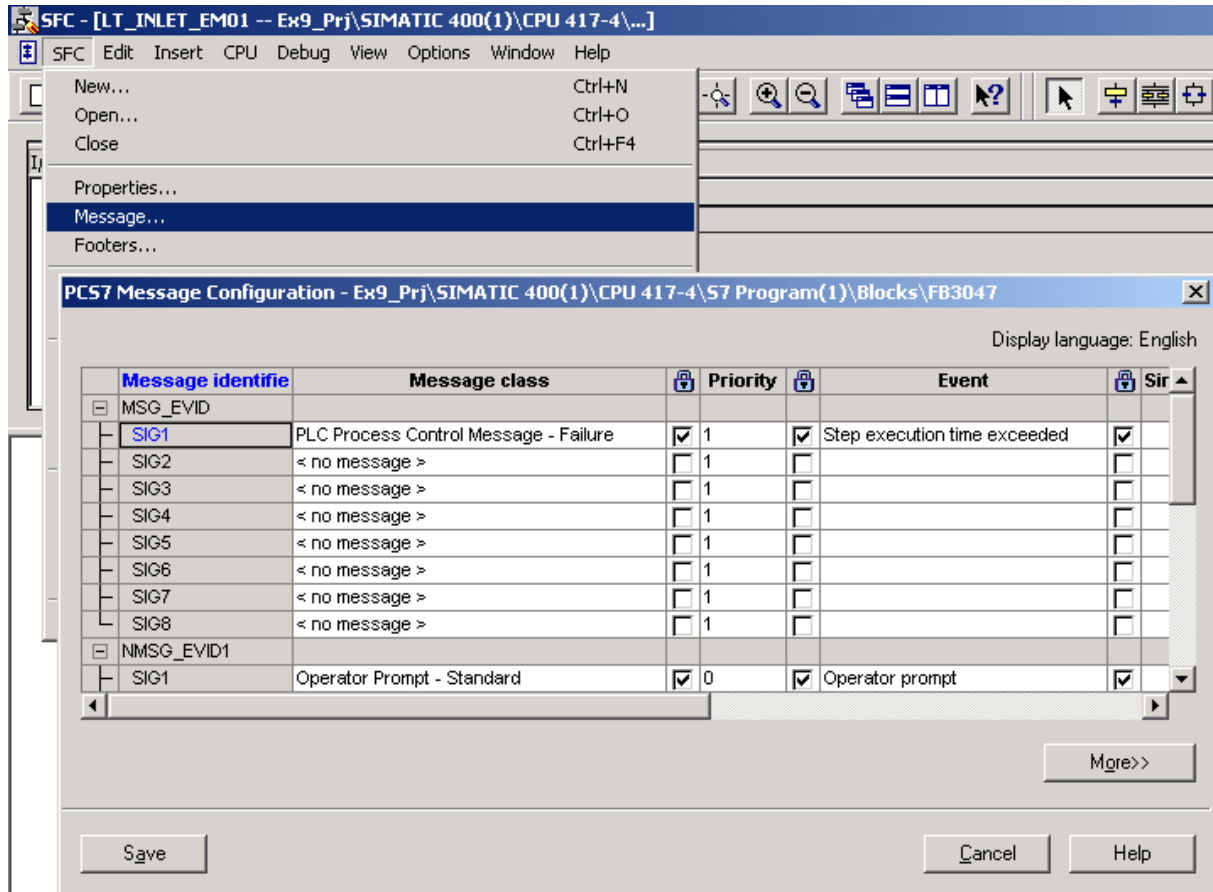 SFC - [LT_INLET_EM01 -- Ex9_Prj\SIMATIC 400(1)\CPU 417-4\...]
SFC Edit Insert CPU Debug View Options Window Help
New... Ctrl+N
Open... Ctrl+O
Close Ctrl+F4
Properties...
Message...
Footers...
PCS7 Message Configuration - Ex9_Prj\SIMATIC 400(1)\CPU 417-4\S7 Program(1)\Blocks\FB3047
Display language: English
Message identifie Message class Priority Event Sir
MSG_EVID
SIG1 PLC Process Control Message - Failure 1 Step execution time exceeded
SIG2 < no message > 1
SIG3 < no message > 1
SIG4 < no message > 1
SIG5 < no message > 1
SIG6 < no message > 1
SIG7 < no message > 1
SIG8 < no message > 1
NMSG_EVID1
SIG1 Operator Prompt - Standard 0 Operator prompt
More>>
Save Cancel Help